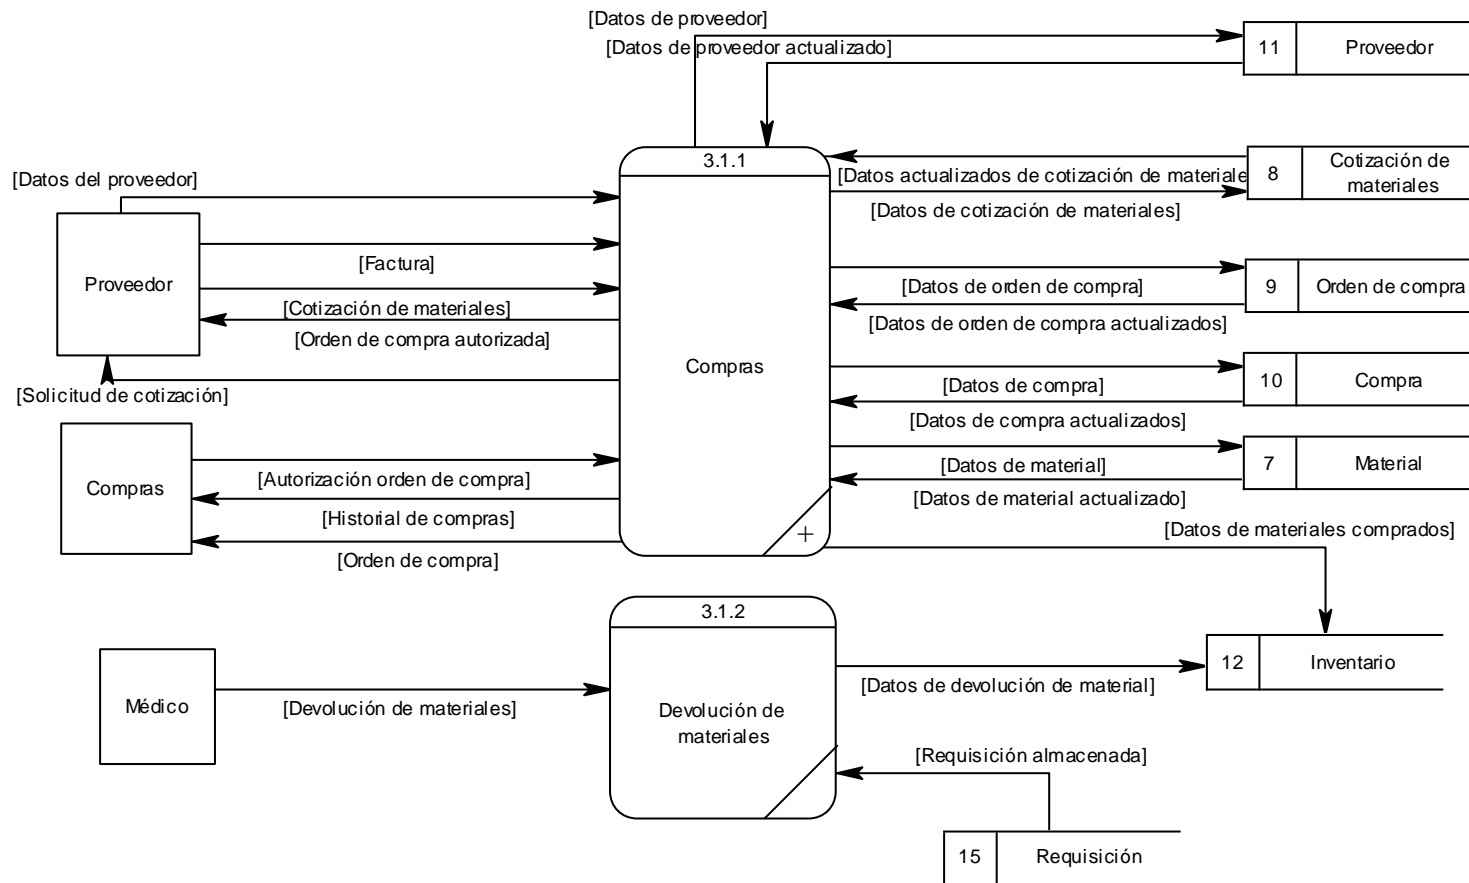 [Datos de proveedor]
[Datos de proveedor actualizado]
11
Proveedor
3.1.1
[Datos actualizados de cotización de materiale
8
Cotización de
materiales
[Datos del proveedor]
[Datos de cotización de materiales]
[Factura]
Proveedor
[Cotización de materiales]
[Orden de compra autorizada]
[Datos de orden de compra]
9
Orden de compra
[Datos de orden de compra actualizados]
Compras
[Solicitud de cotización]
[Datos de compra]
10
Compra
[Datos de compra actualizados]
Compras
[Autorización orden de compra]
[Historial de compras]
[Orden de compra]
[Datos de material]
7
Material
[Datos de material actualizado]
+
[Datos de materiales comprados]
3.1.2
12
Inventario
Médico
[Devolución de materiales]
Devolución de
materiales
[Datos de devolución de material]
[Requisición almacenada]
15
Requisición